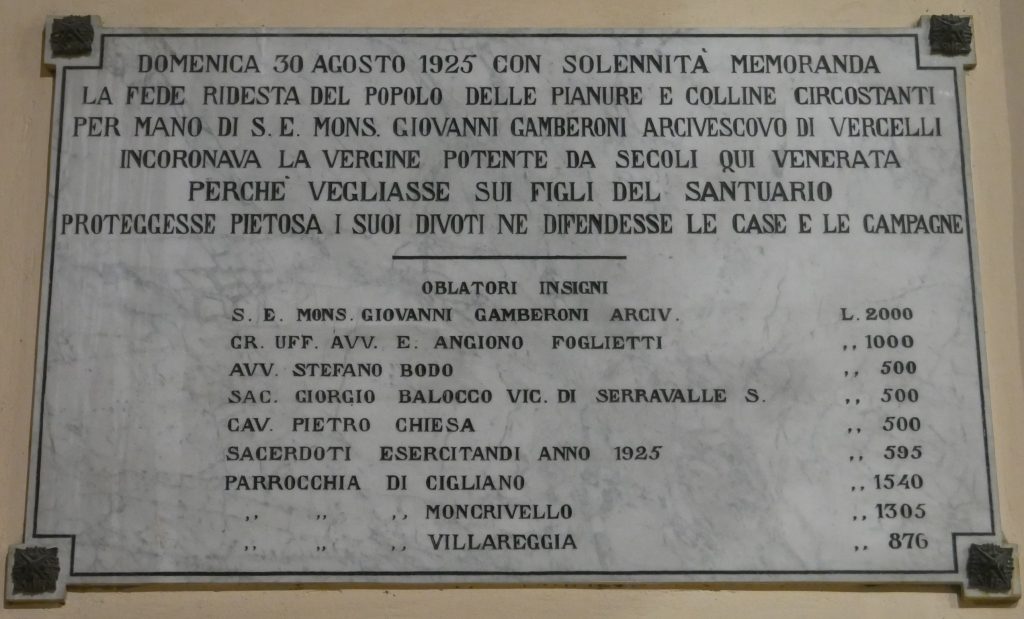 DOMENICA 30 AGOSTO 1925 CON SOLENNITÀ MEMORANDA
LA FEDE RIDESTA DEL POPOLO DELLE PIANURE E COLLINE CIRCOSTANTI
PER MANO DI S. E. MONS. GIOVANNI GAMBERONI ARCIVESCOVO DI VERCELLI
INCORONAVA LA VERGINE POTENTE DA SECOLI QUI VENERATA
PERCHE' VEGLIASSE SUI FIGLI DEL SANTUARIO
PROTEGGESSE PIETOSA I SUOI DIVOTI NE DIFENDESSE LE CASE E LE CAMPAGNE
OBLATORI INSIGNI
S. E. MONS. GIOVANNI GAMBERONI ARCIV. L. 2000
GR. UFF. AVV. E. ANGIONO FOGLIETTI ,, 1000
AVV. STEFANO BODO ,, 500
SAC. GIORGIO BALOCCO VIC. DI SERRAVALLE S. ,, 500
CAV. PIETRO CHIESA ,, 500
SACERDOTI ESERCITANDI ANNO 1925 ,, 595
PARROCCHIA DI CIGLIANO ,, 1540
,, ,, ,, MONCRIVELLO ,, 1305
,, ,, ,, VILLAREGGIA ,, 876